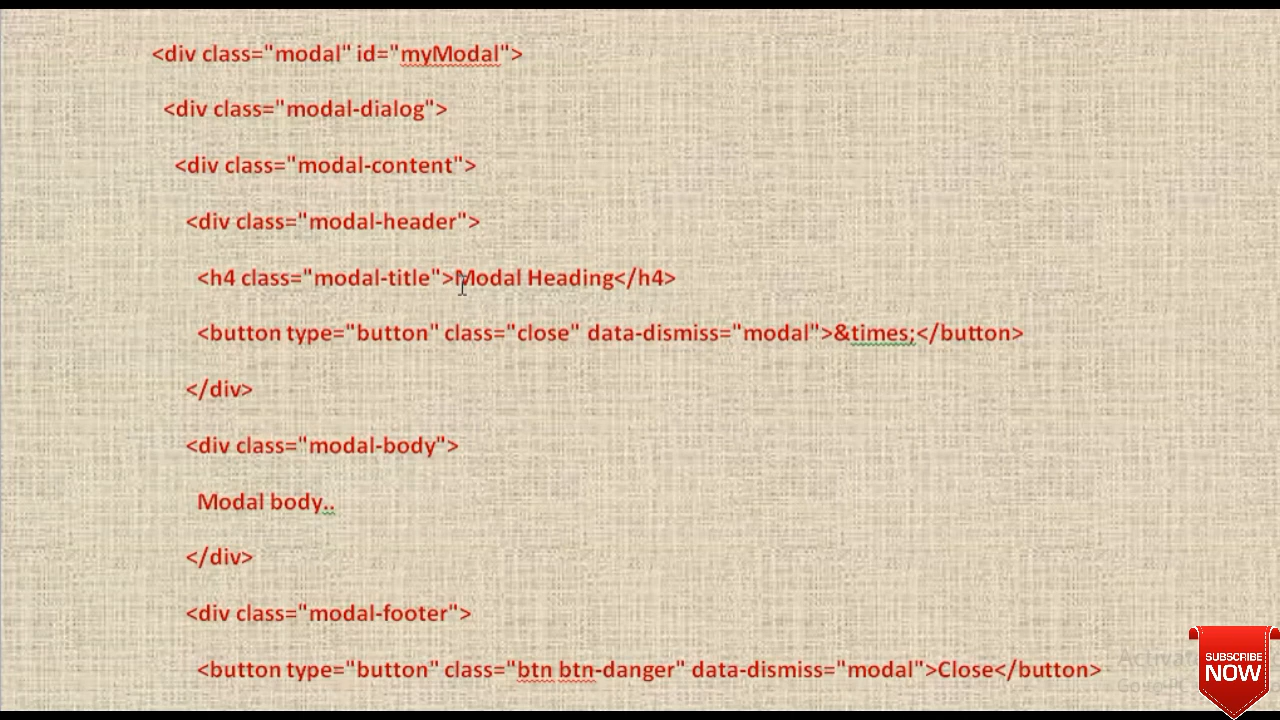 <div class="modal" id="myModal">
<div class="modal-dialog">
<div class="modal-content">
<div class="modal-header">
<h4 class="modal-title">Modal Heading</h4>
<button type="button" class="close" data-dismiss="modal">&times;</button>
</div>
<div class="modal-body">
Modal body..
</div>
<div class="modal-footer">
<button type="button" class="btn btn-danger" data-dismiss="modal">Close</button>
SUBSCRIBE
NOW